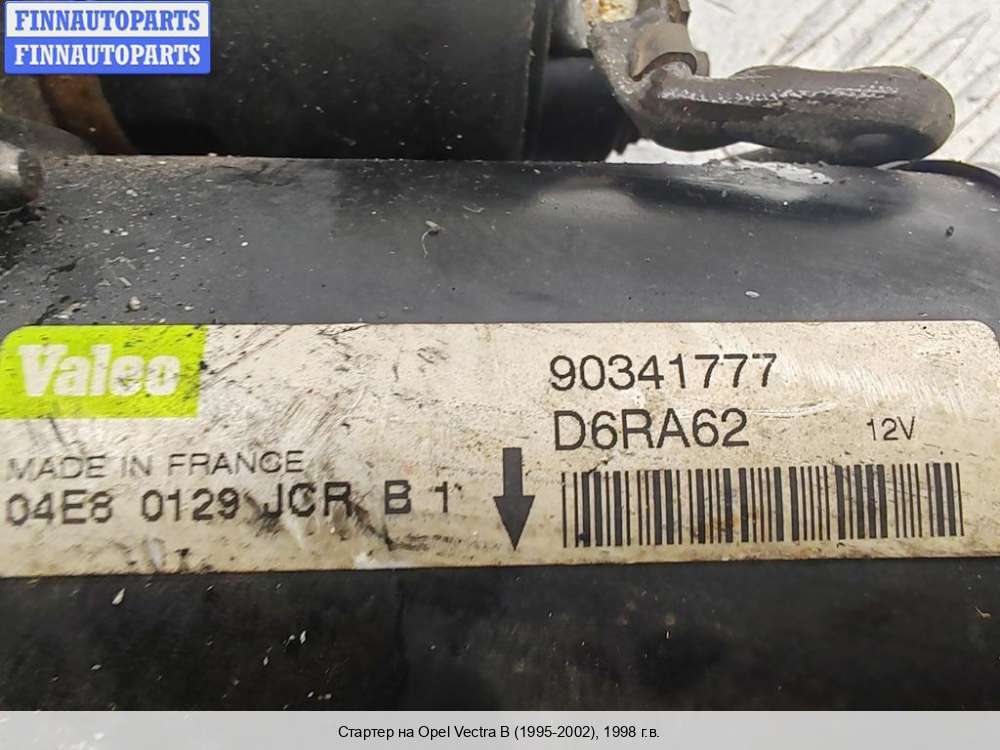 FINNAUTOPARTS
FINNAUTOPARTS
Valeo
90341777
D6RA62 12V
MADE IN FRANCE
04E8 0129 JCR B 1
Стартер на Opel Vectra B (1995-2002), 1998 г.в.